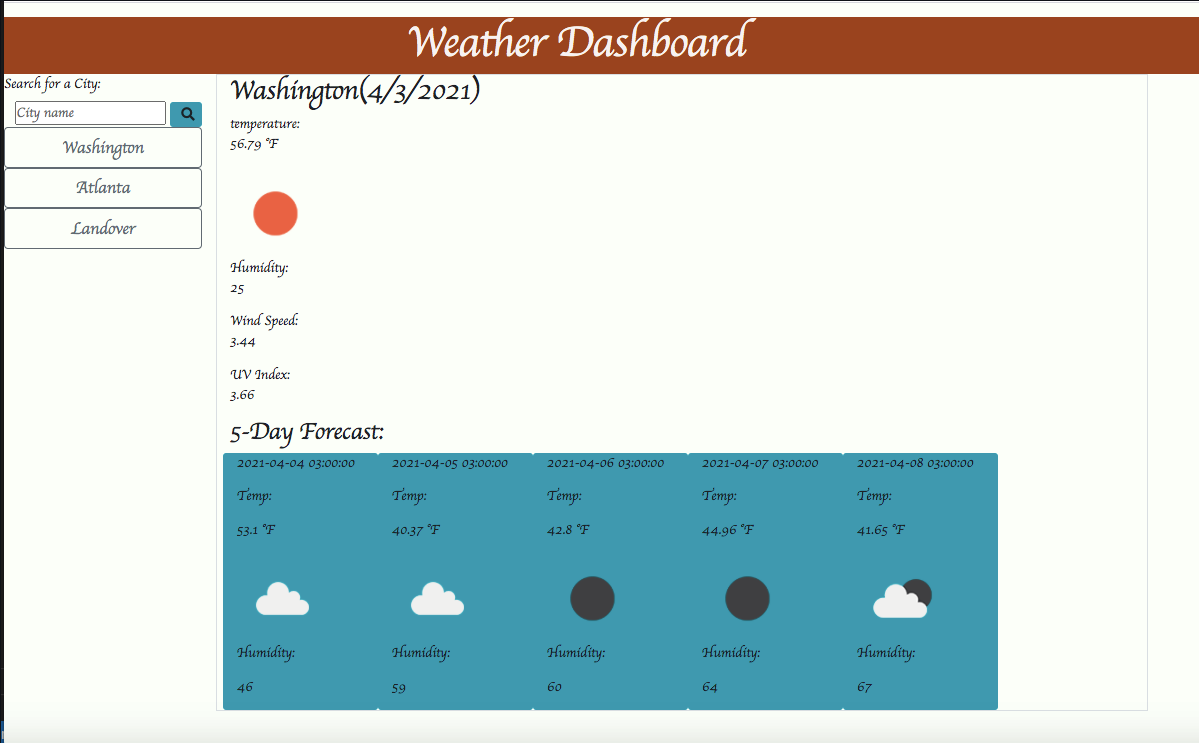 Weather Dashboard
Search for a City:
City name
Washington
Atlanta
Landover
Washington(4/3/2021)
temperature:
56.79 °F
Humidity:
25
Wind Speed:
3.44
UV Index:
3.66
5-Day Forecast:
2021-04-04 03:00:00 2021-04-05 03:00:00 2021-04-06 03:00:00 2021-04-07 03:00:00 2021-04-08 03:00:00
Temp: Temp: Temp: Temp: Temp:
53.1 °F 40.37 °F 42.8 °F 44.96 °F 41.65 °F
Humidity: Humidity: Humidity: Humidity: Humidity:
46 59 60 64 67